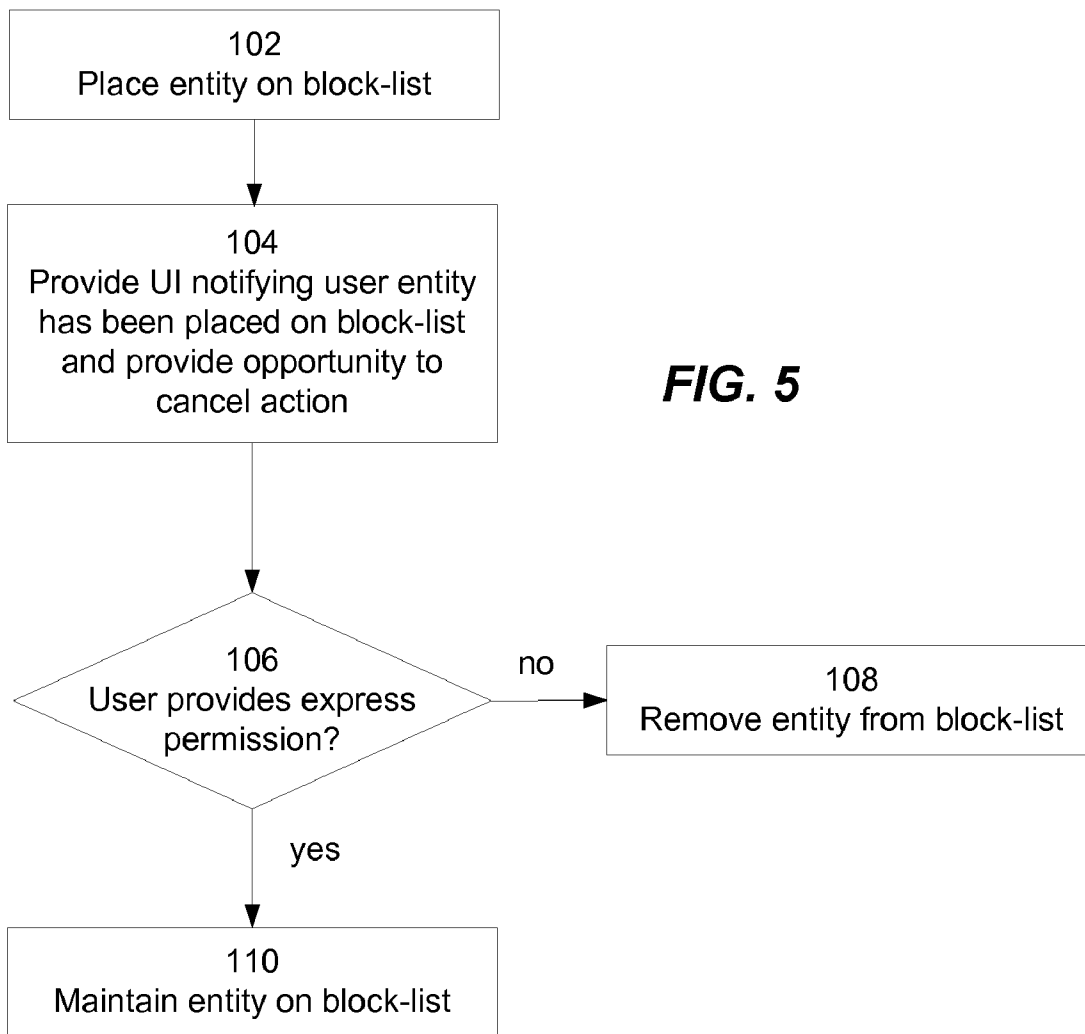 102
Place entity on block-list
104
Provide UI notifying user entity
has been placed on block-list
and provide opportunity to
cancel action
FIG. 5
106
User provides express
permission?
no
108
Remove entity from block-list
yes
110
Maintain entity on block-list